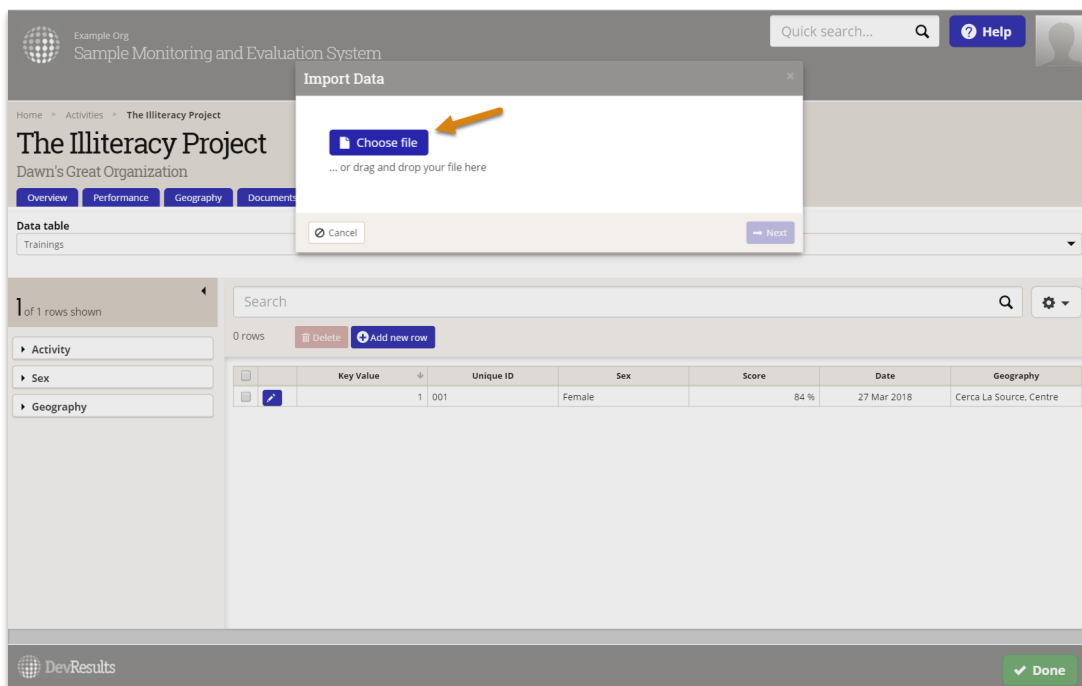 Example Org
Sample Monitoring and Evaluation System
Quick search...
Help
Import Data
×
Choose file
... or drag and drop your file here
Cancel
Next
Home > Activities > The Illiteracy Project
The Illiteracy Project
Dawn's Great Organization
Overview Performance Geography Documents
Data table
Trainings
1 of 1 rows shown
Search
0 rows Delete Add new row
Activity
Sex
Geography
Key Value Unique ID Sex Score Date Geography
1 001 Female 84 % 27 Mar 2018 Cerca La Source, Centre
DevResults
Done